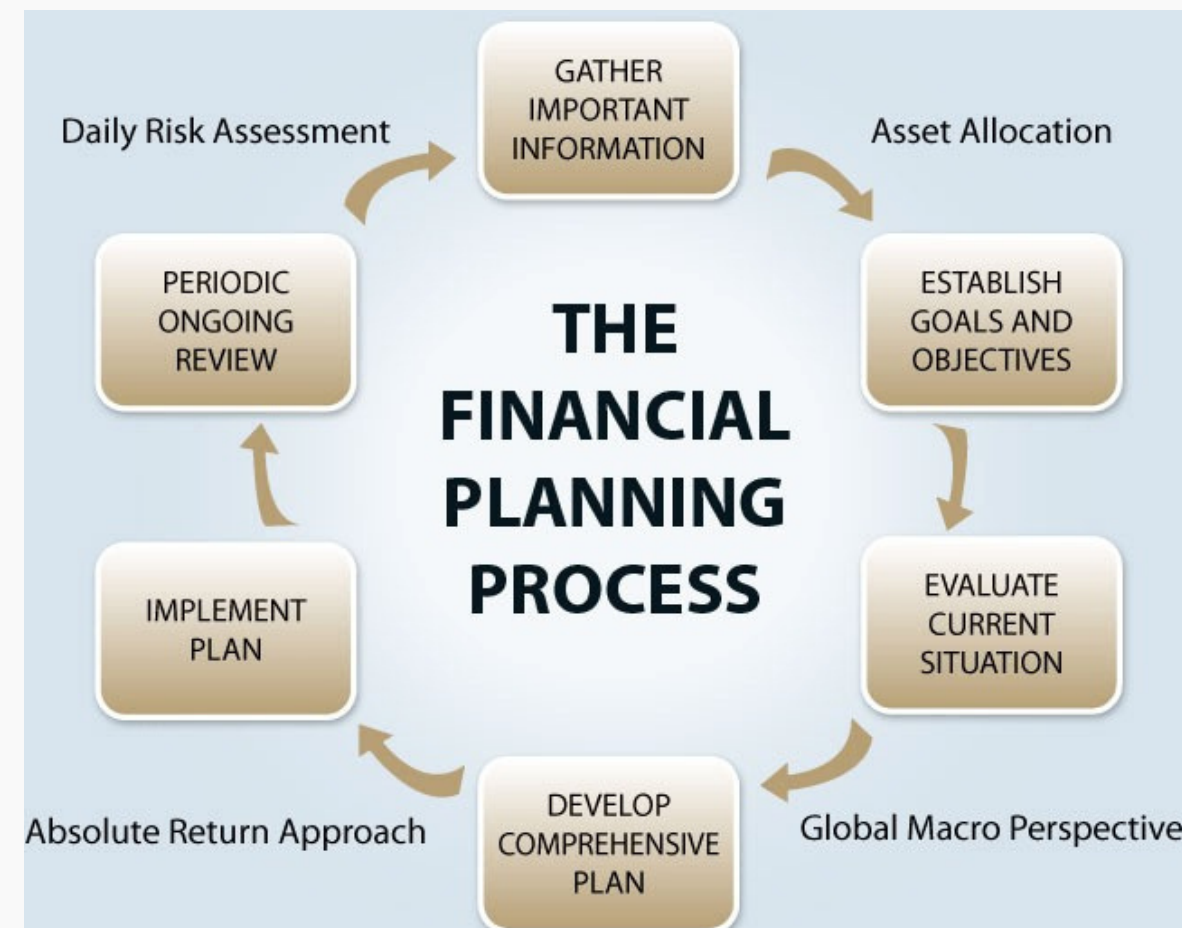 GATHER
IMPORTANT
INFORMATION
Daily Risk Assessment
Asset Allocation
PERIODIC
ONGOING
REVIEW
ESTABLISH
GOALS AND
OBJECTIVES
THE
FINANCIAL
PLANNING
PROCESS
IMPLEMENT
PLAN
EVALUATE
CURRENT
SITUATION
DEVELOP
COMPREHENSIVE
PLAN
Absolute Return Approach
Global Macro Perspective